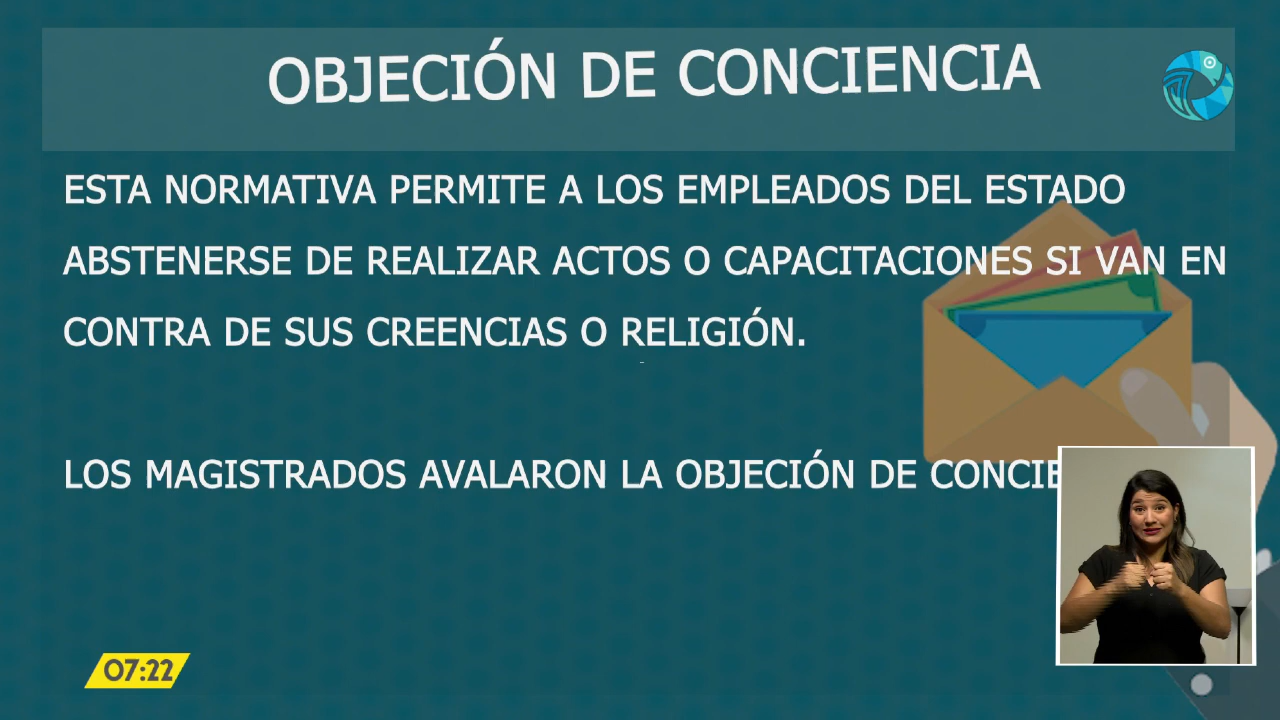 OBJECIÓN DE CONCIENCIA
ESTA NORMATIVA PERMITE A LOS EMPLEADOS DEL ESTADO
ABSTENERSE DE REALIZAR ACTOS O CAPACITACIONES SI VAN EN
CONTRA DE SUS CREENCIAS O RELIGIÓN.
LOS MAGISTRADOS AVALARON LA OBJECIÓN DE
07:22